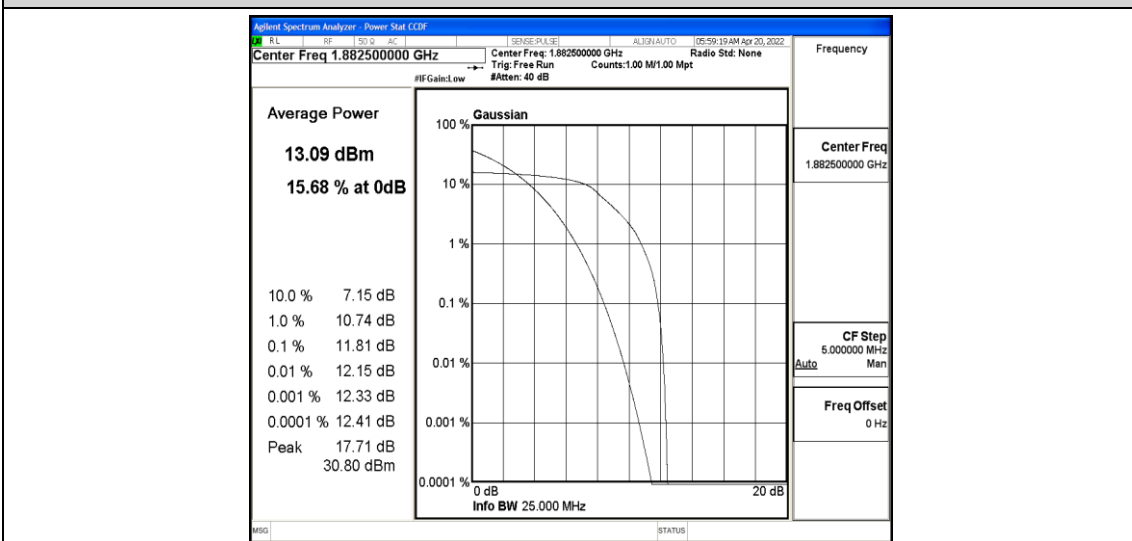 Agilent Spectrum Analyzer - Power Stat CCDF
RL RF 50 Ω AC SENSE:PULSE ALIGN AUTO 05:59:19 AM Apr 20, 2022
Center Freq 1.882500000 GHz
Center Freq: 1.882500000 GHz Radio Std: None
Trig: Free Run Counts:1.00 M/1.00 Mpt
#IFGain:Low #Atten: 40 dB
Frequency
Average Power
13.09 dBm
15.68 % at 0dB
10.0 % 7.15 dB
1.0 % 10.74 dB
0.1 % 11.81 dB
0.01 % 12.15 dB
0.001 % 12.33 dB
0.0001 % 12.41 dB
Peak 17.71 dB
30.80 dBm
Gaussian
100 %
10 %
1 %
0.1 %
0.01 %
0.001 %
0.0001 %
0 dB 20 dB
Info BW 25.000 MHz
Center Freq
1.882500000 GHz
CF Step
5.000000 MHz
Auto Man
Freq Offset
0 Hz
MSG STATUS